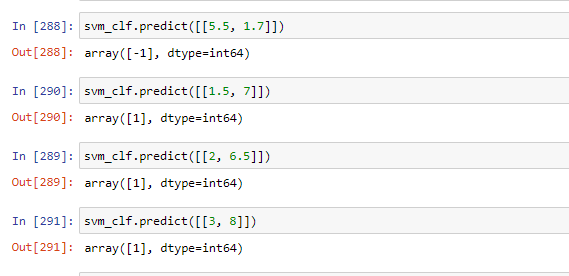 In [288]: svm_clf.predict([[5.5, 1.7]])
Out[288]: array([-1], dtype=int64)
In [290]: svm_clf.predict([[1.5, 7]])
Out[290]: array([1], dtype=int64)
In [289]: svm_clf.predict([[2, 6.5]])
Out[289]: array([1], dtype=int64)
In [291]: svm_clf.predict([[3, 8]])
Out[291]: array([1], dtype=int64)